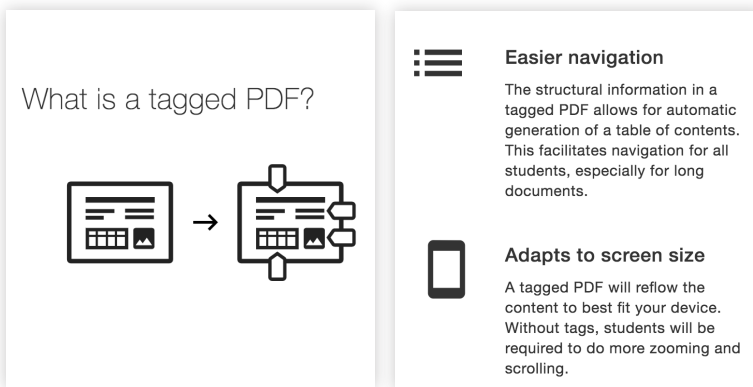 What is a tagged PDF?
Easier navigation
The structural information in a
tagged PDF allows for automatic
generation of a table of contents.
This facilitates navigation for all
students, especially for long
documents.
Adapts to screen size
A tagged PDF will reflow the
content to best fit your device.
Without tags, students will be
required to do more zooming and
scrolling.